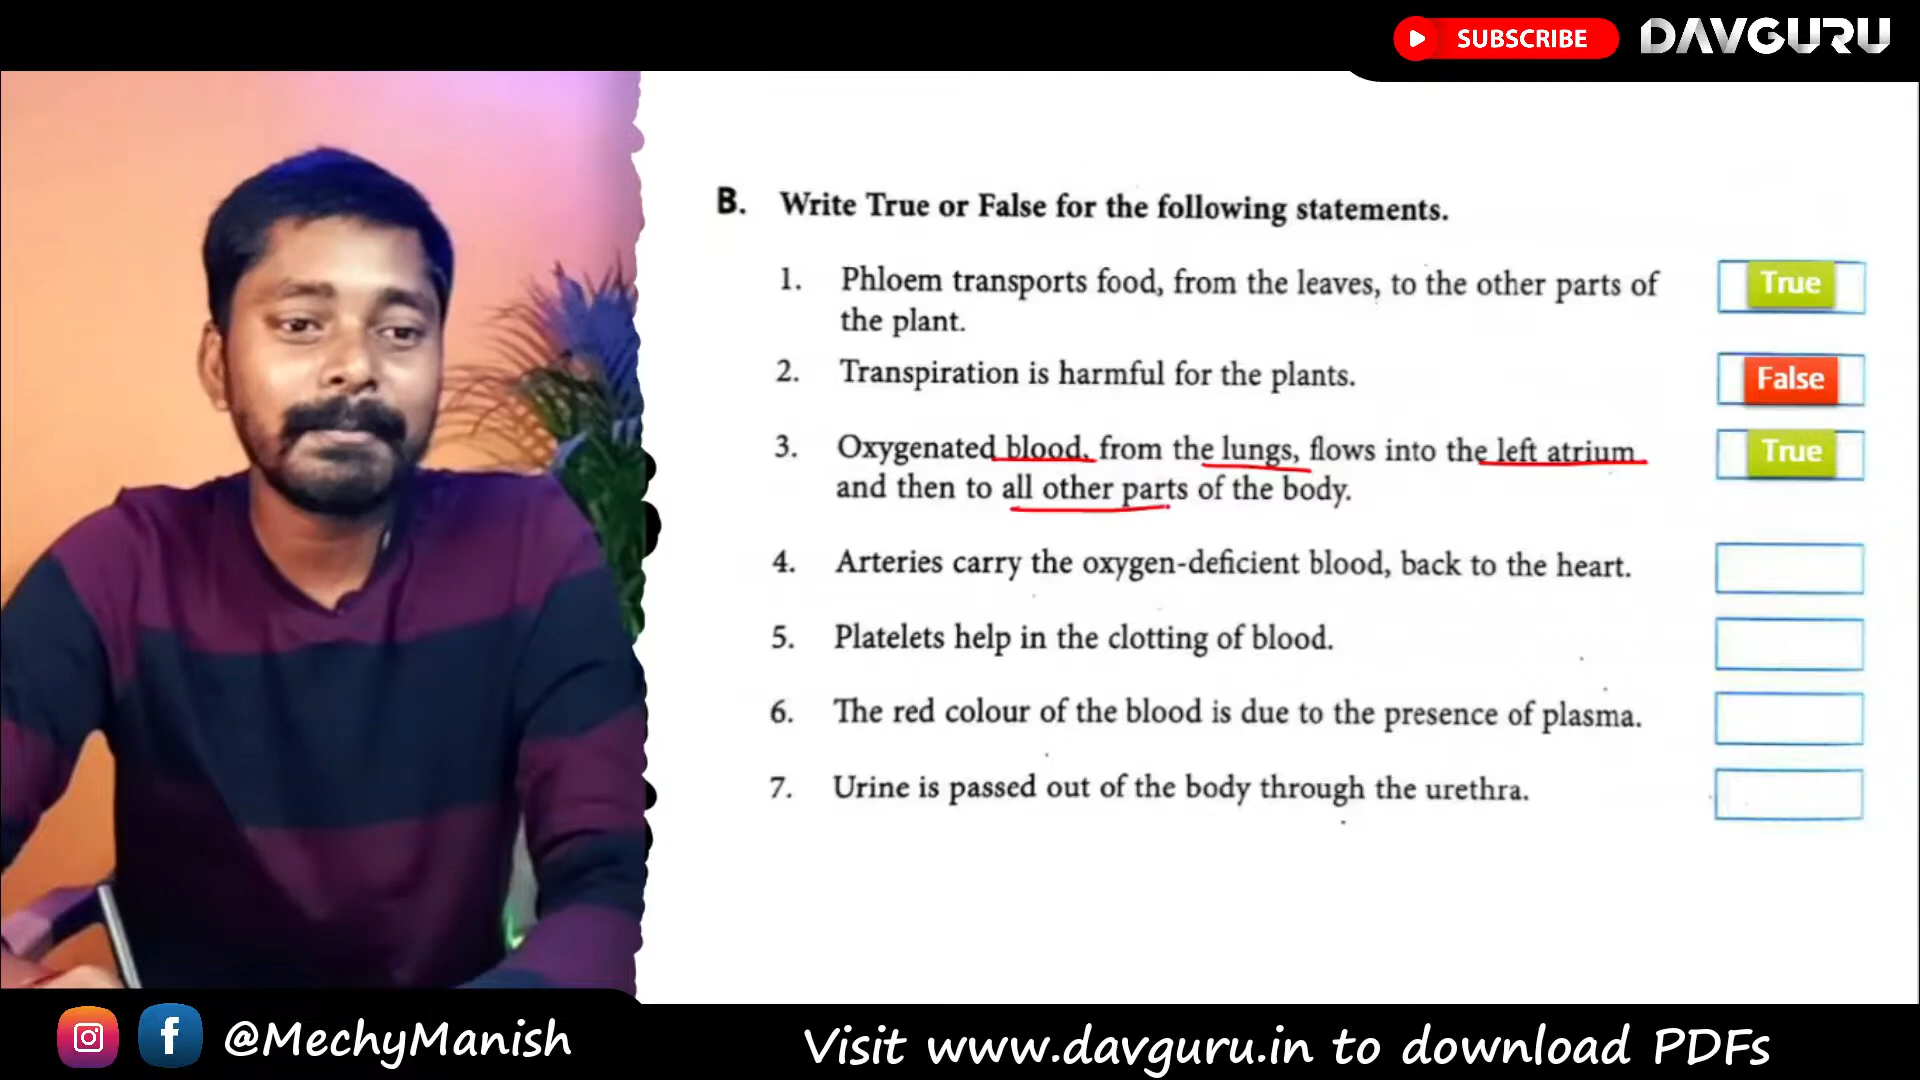 SUBSCRIBE DAVGURU
B. Write True or False for the following statements.
1. Phloem transports food, from the leaves, to the other parts of True
the plant.
2. Transpiration is harmful for the plants. False
3. Oxygenated blood, from the lungs, flows into the left atrium True
and then to all other parts of the body.
4. Arteries carry the oxygen-deficient blood, back to the heart.
5. Platelets help in the clotting of blood.
6. The red colour of the blood is due to the presence of plasma.
7. Urine is passed out of the body through the urethra.
@MechyManish Visit www.davguru.in to download PDFs